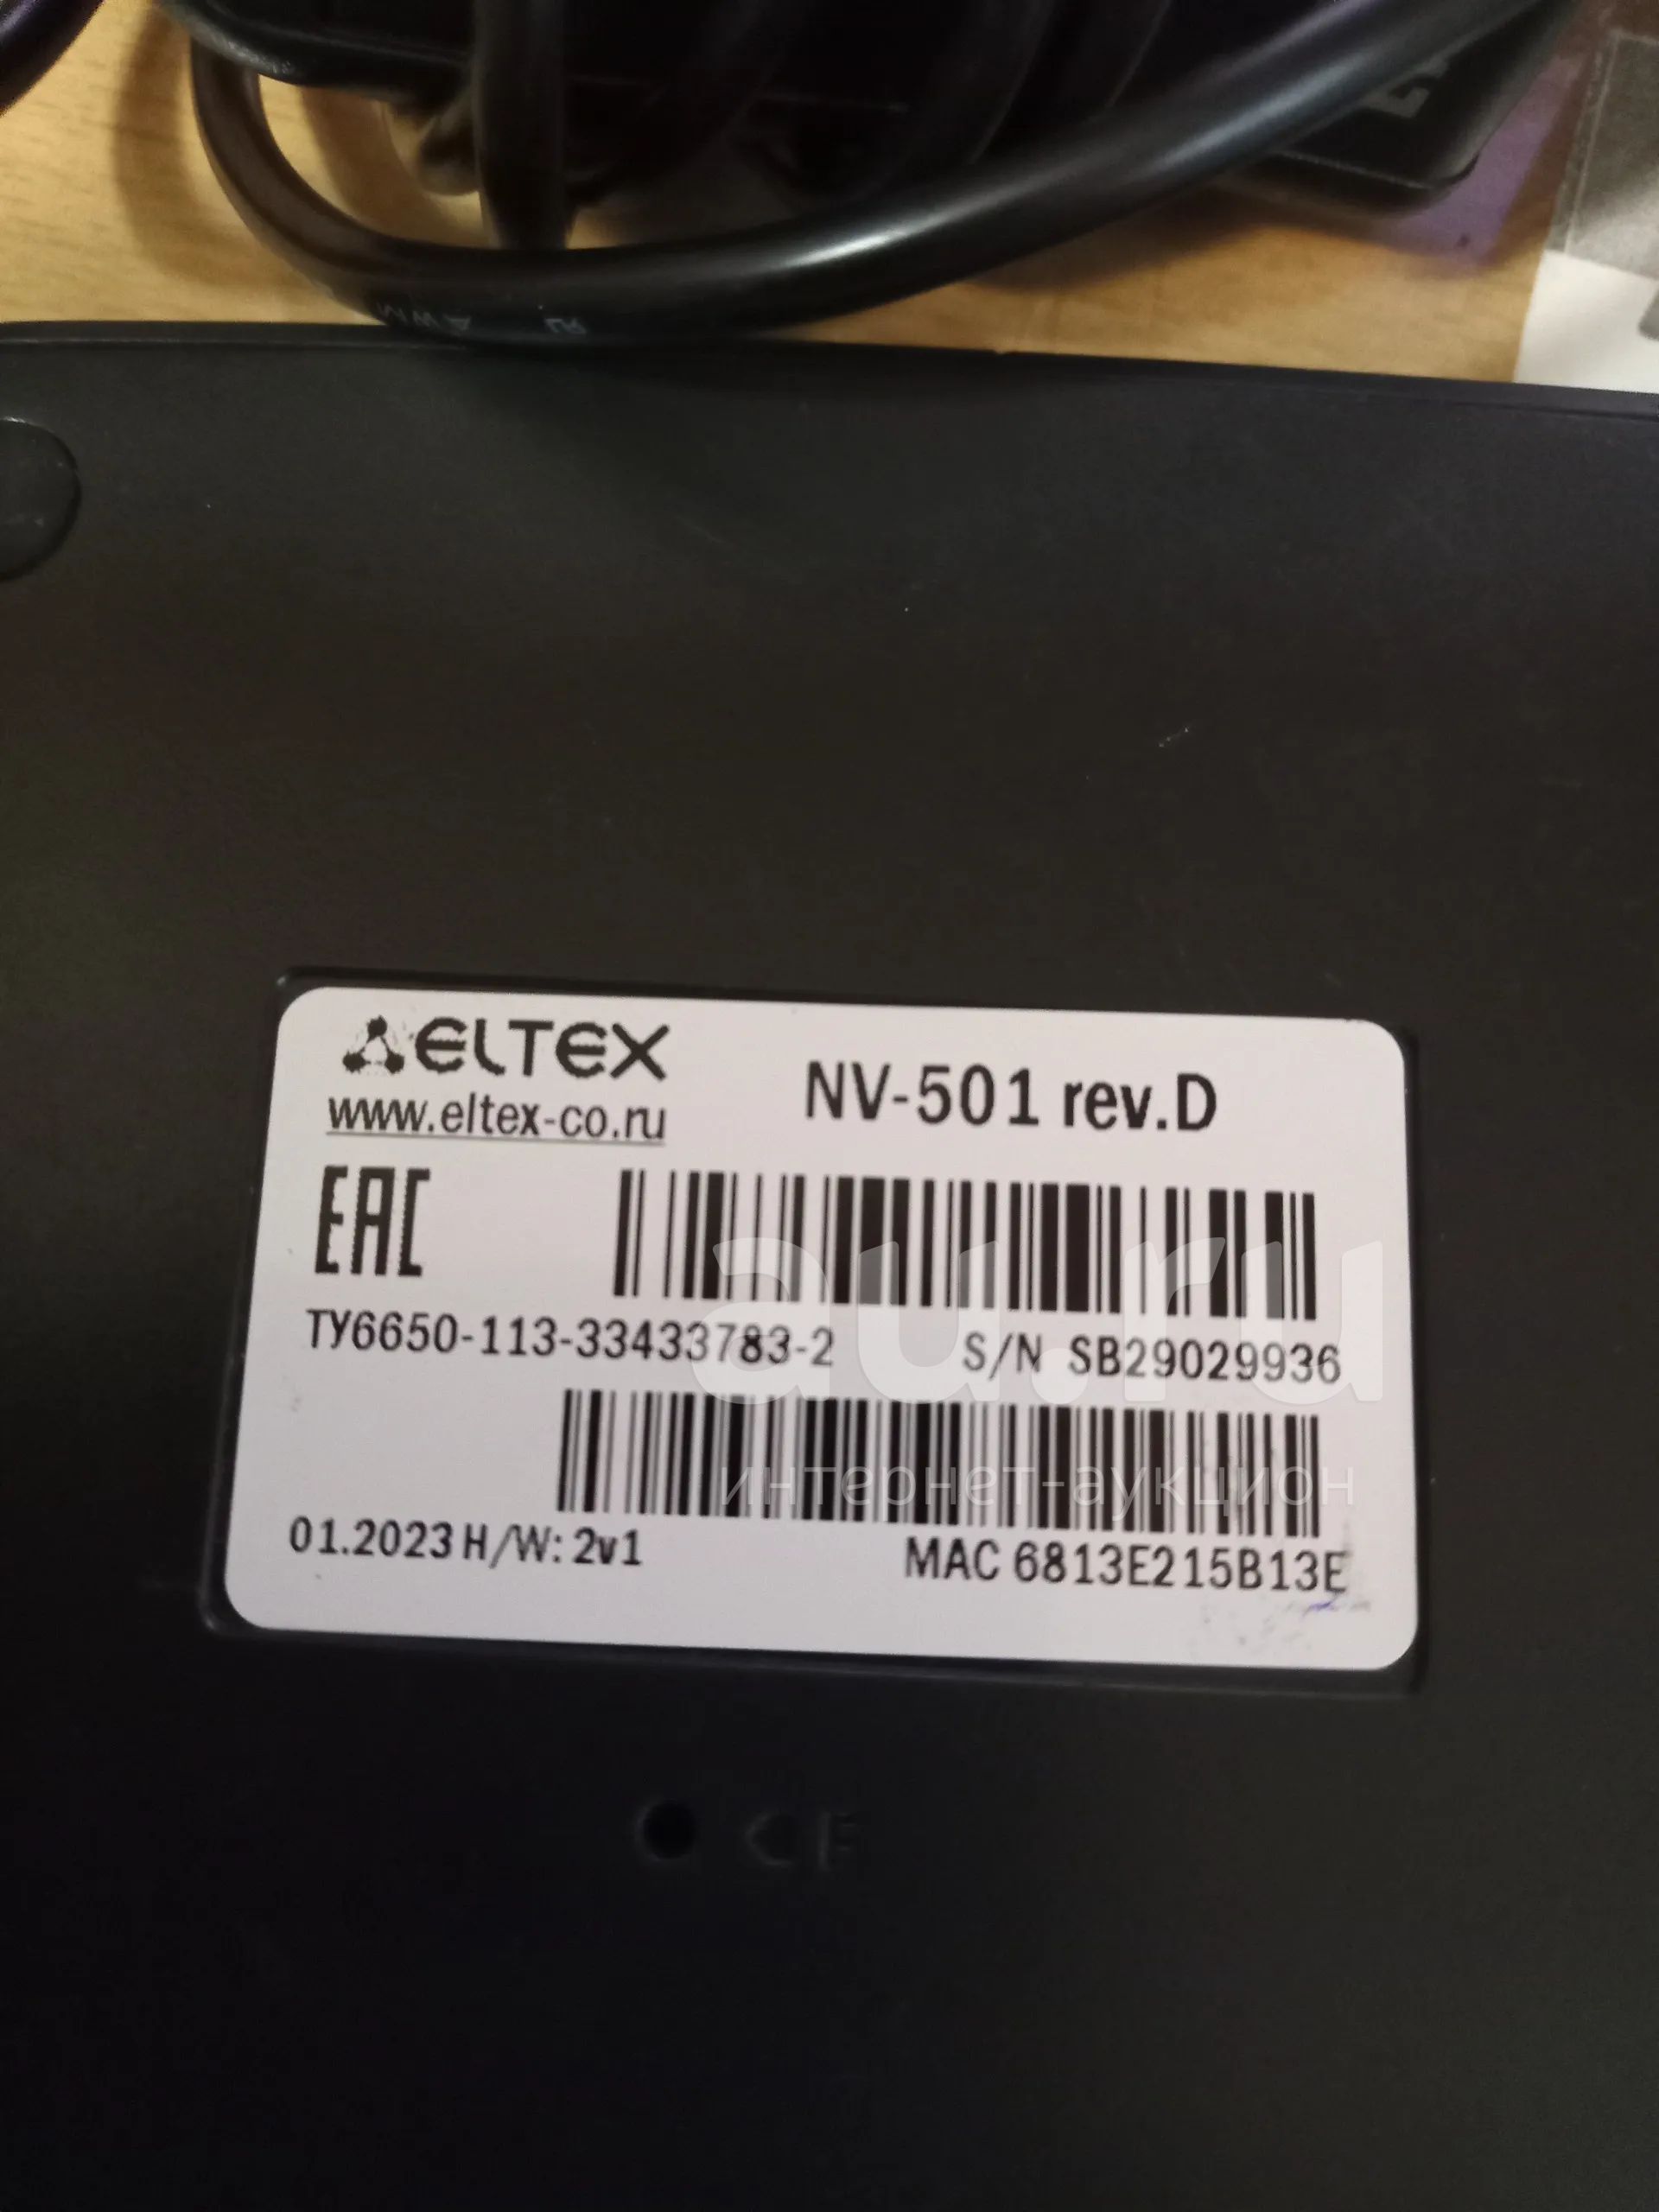 ELTEX
www.eltex-co.ru
NV-501 rev.D
EAC
ТУ6650-113-33433783-2
S/N SB29029936
01.2023 H/W: 2v1
MAC 6813E215B13E
au.ru
интернет-аукцион
AWM
CE